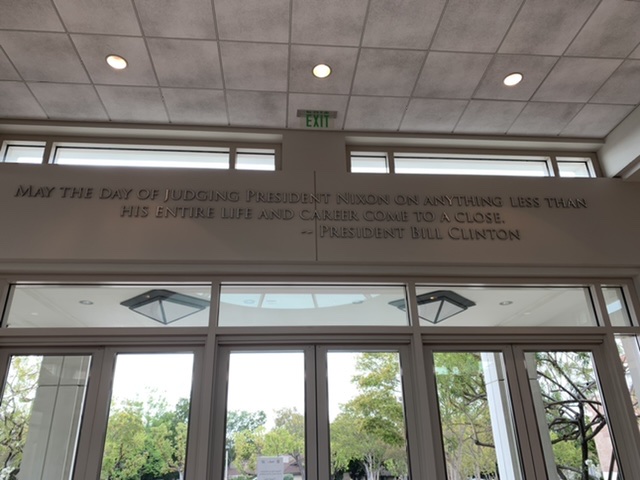 EXIT
MAY THE DAY OF JUDGING PRESIDENT NIXON ON ANYTHING LESS THAN
HIS ENTIRE LIFE AND CAREER COME TO A CLOSE.
-- PRESIDENT BILL CLINTON